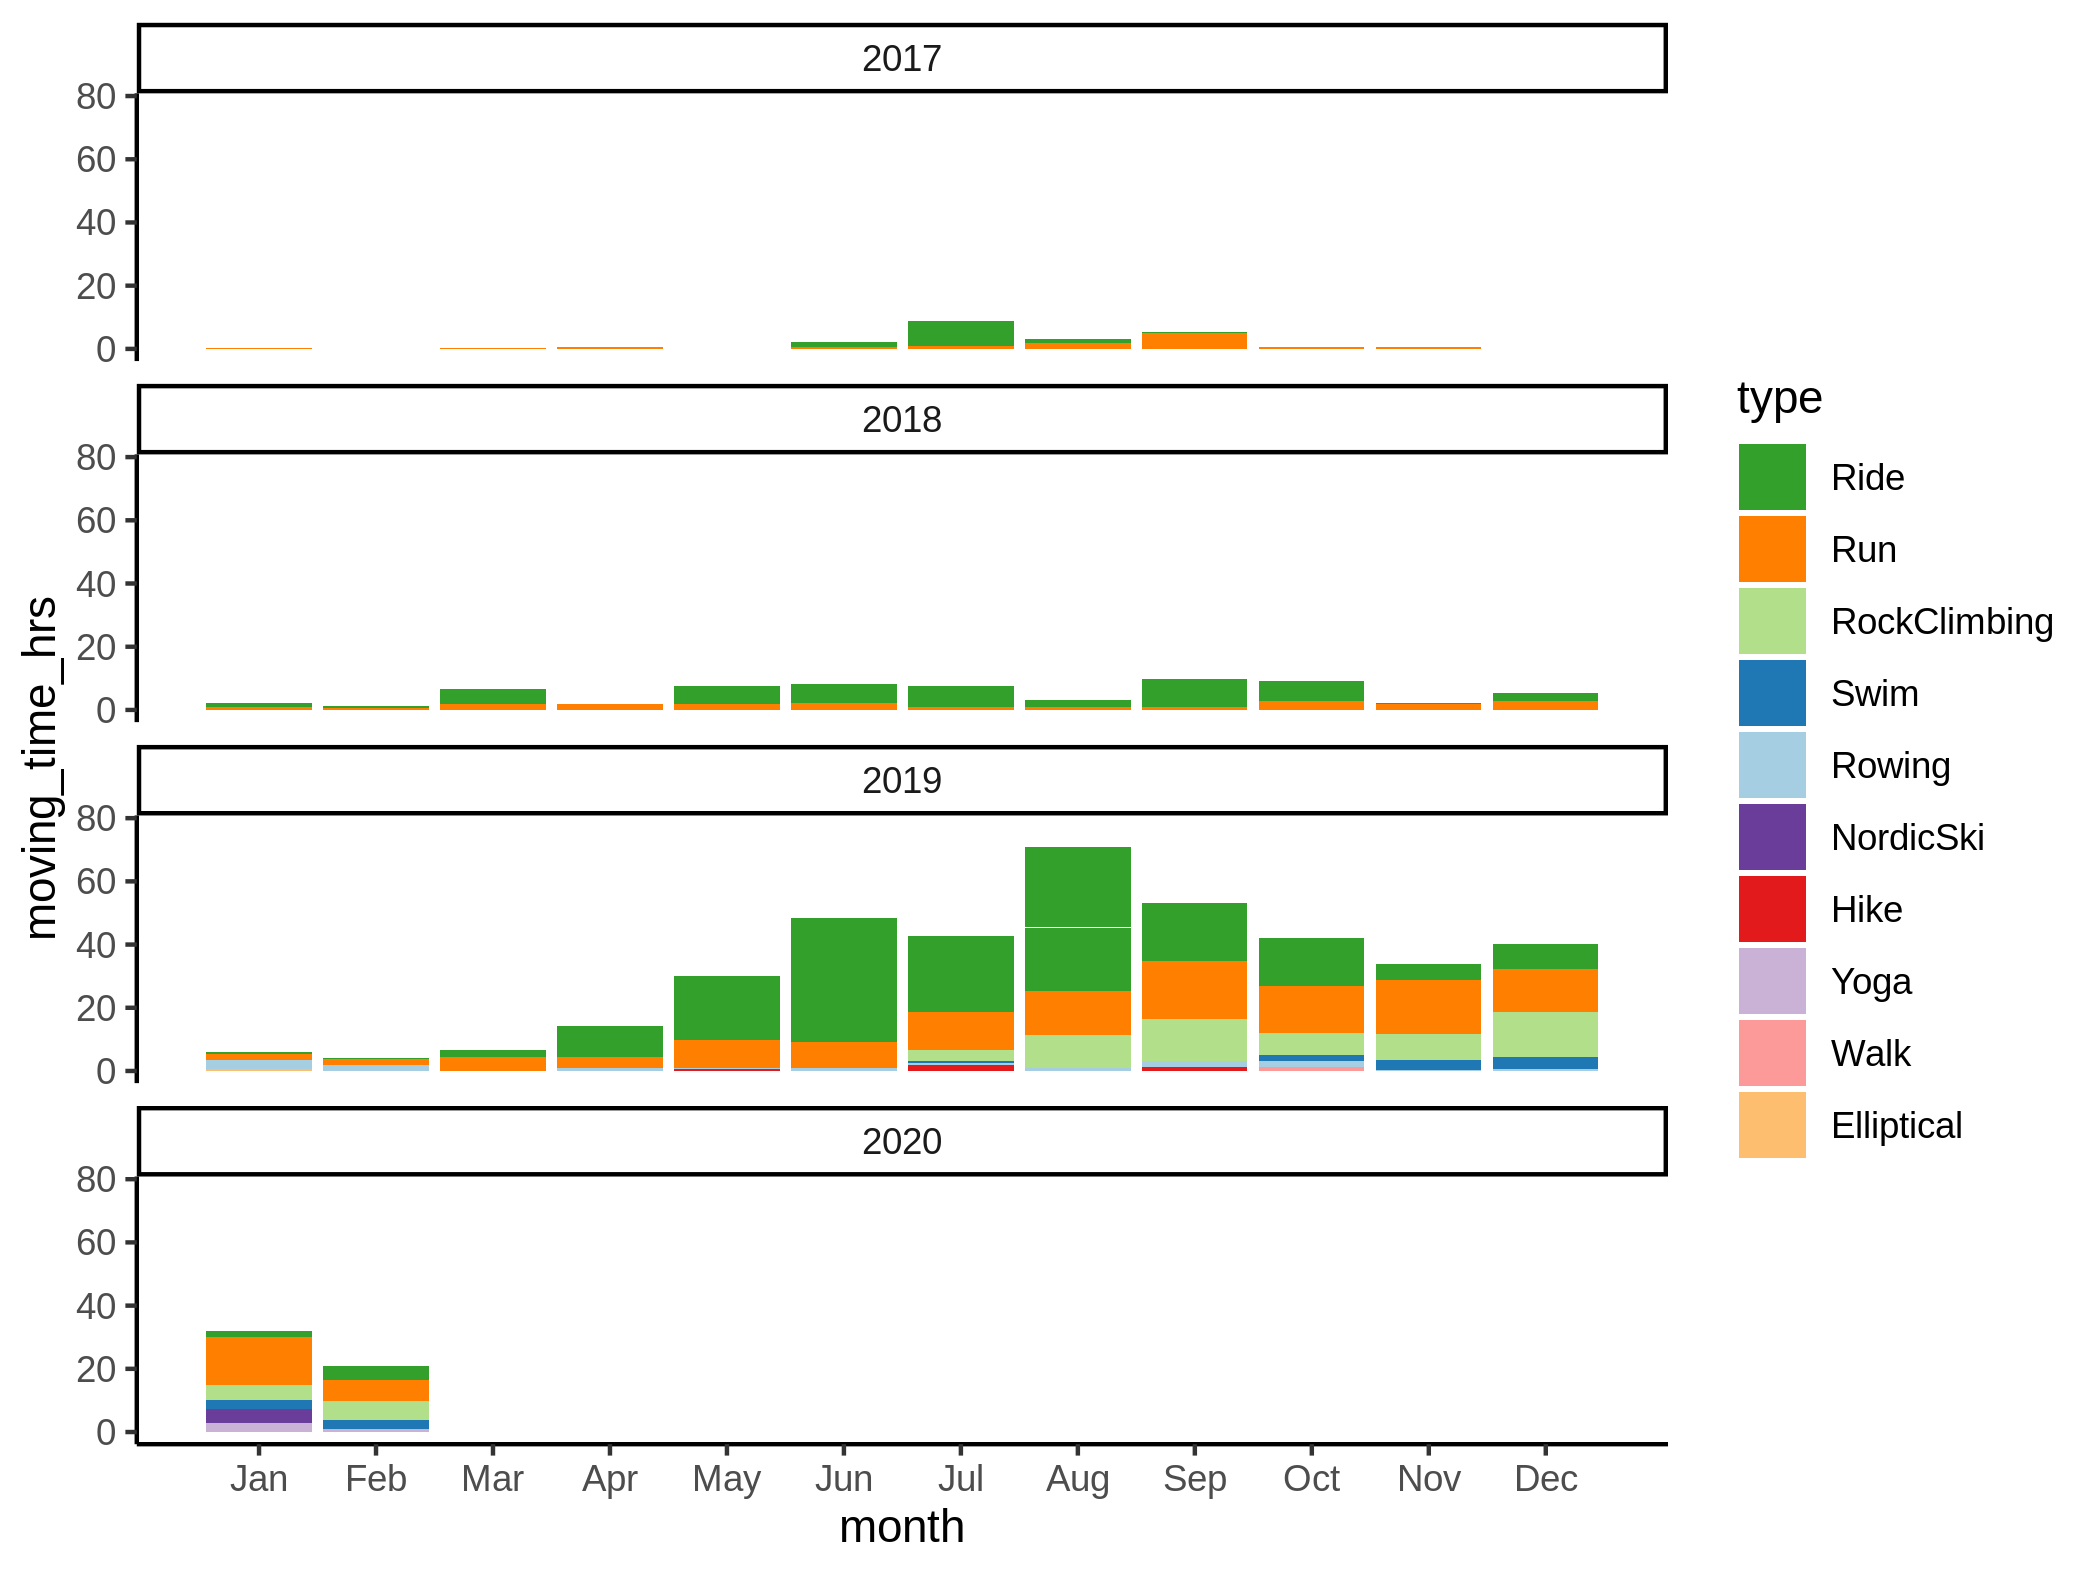 2017
80
60
40
20
0
2018
80
60
40
20
0
2019
80
60
40
20
0
2020
80
60
40
20
0
Jan Feb Mar Apr May Jun Jul Aug Sep Oct Nov Dec
month
moving_time_hrs
type
Ride
Run
RockClimbing
Swim
Rowing
NordicSki
Hike
Yoga
Walk
Elliptical